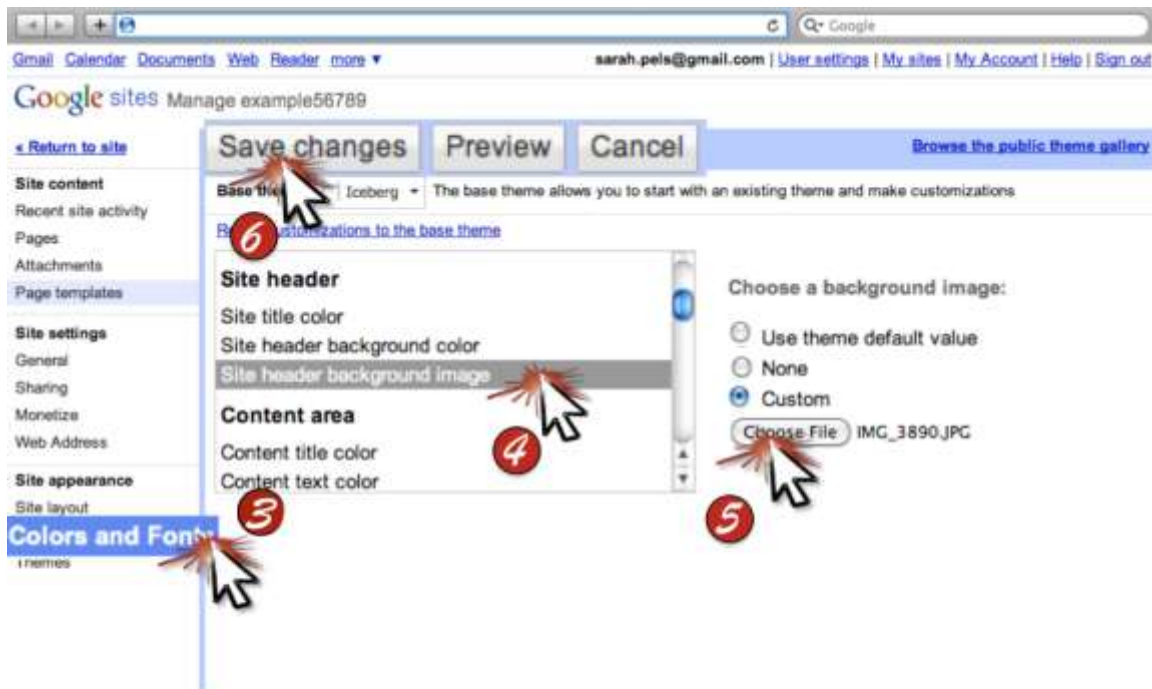 Google
Gmail Calendar Documents Web Reader more ▼
sarah.pels@gmail.com | User settings | My sites | My Account | Help | Sign out
Google sites Manage example56789
« Return to site
Save changes Preview Cancel
Browse the public theme gallery
Site content
Recent site activity
Pages
Attachments
Page templates
Site settings
General
Sharing
Monetize
Web Address
Site appearance
Site layout
Colors and Fonts
Themes
Base Iceberg The base theme allows you to start with an existing theme and make customizations
6
to the base theme
Site header
Site title color
Site header background color
Site header background image
Content area
Content title color
Content text color
4
3
Choose a background image:
Use theme default value
None
Custom
Choose File IMG_3890.JPG
5